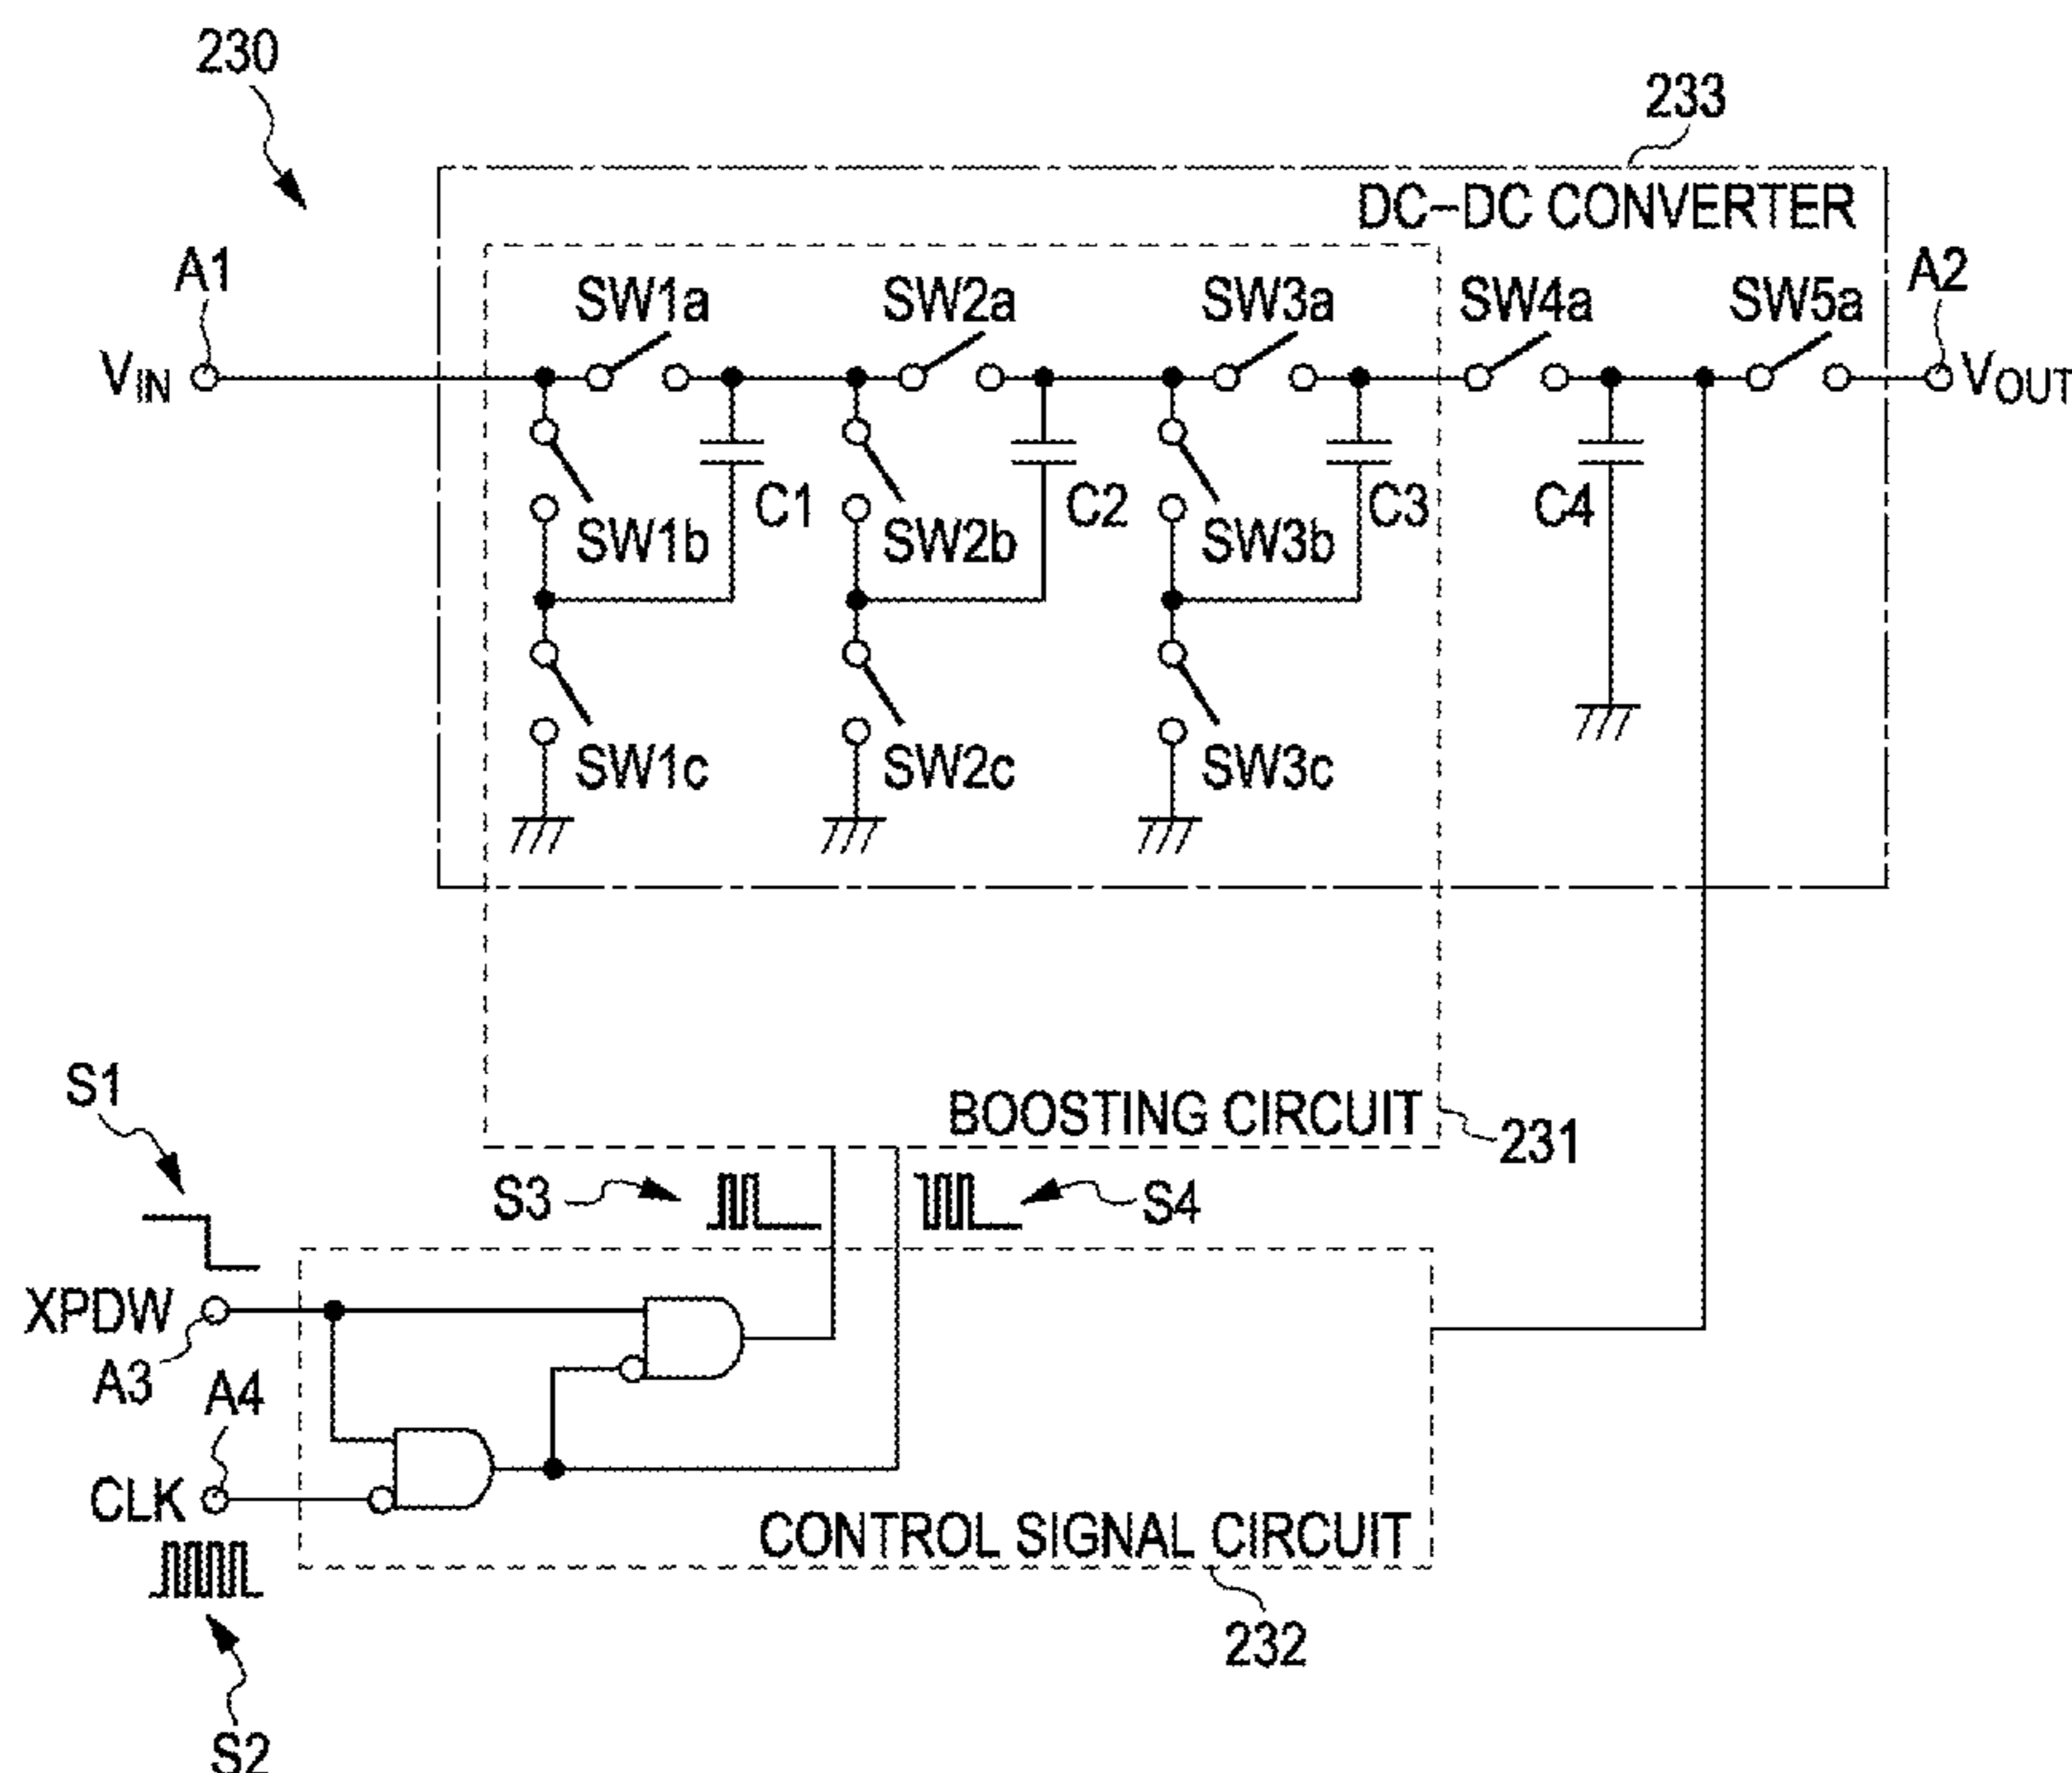 230
233
DC-DC CONVERTER
A1
SW1a
SW2a
SW3a
SW4a
SW5a
A2
VIN
VOUT
C1
C2
C3
C4
SW1b
SW2b
SW3b
SW1c
SW2c
SW3c
S1
BOOSTING CIRCUIT
231
S3
S4
XPDW
A3
A4
CLK
CONTROL SIGNAL CIRCUIT
232
S2